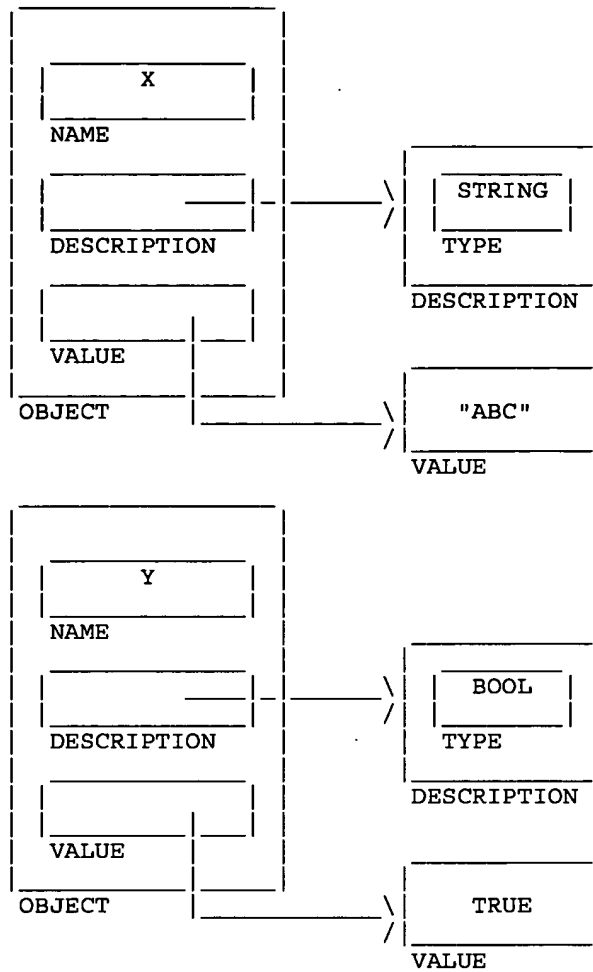 X
NAME
STRING
DESCRIPTION
TYPE
DESCRIPTION
VALUE
OBJECT
"ABC"
VALUE
Y
NAME
BOOL
DESCRIPTION
TYPE
DESCRIPTION
VALUE
OBJECT
TRUE
VALUE